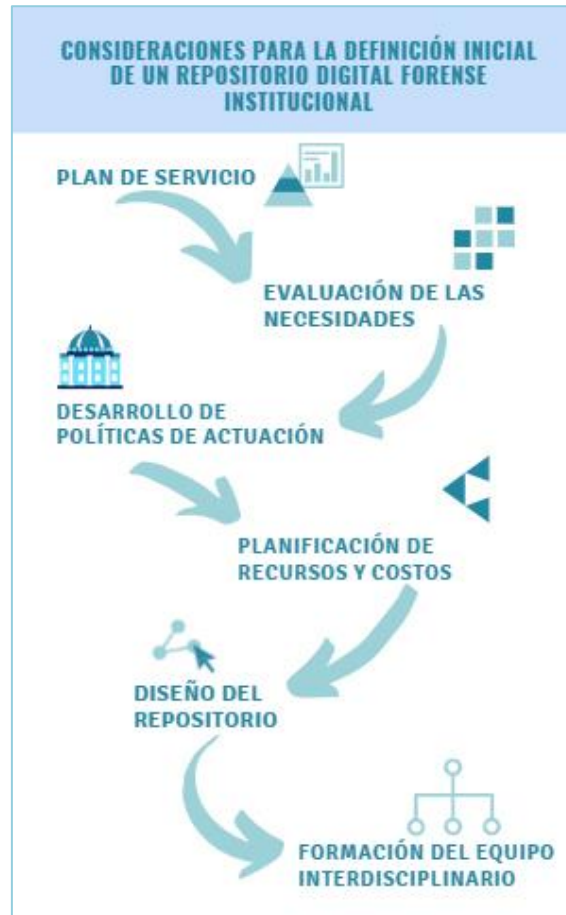 CONSIDERACIONES PARA LA DEFINICIÓN INICIAL
DE UN REPOSITORIO DIGITAL FORENSE
INSTITUCIONAL
PLAN DE SERVICIO
EVALUACIÓN DE LAS
NECESIDADES
DESARROLLO DE
POLÍTICAS DE ACTUACIÓN
PLANIFICACIÓN DE
RECURSOS Y COSTOS
DISEÑO DEL
REPOSITORIO
FORMACIÓN DEL EQUIPO
INTERDISCIPLINARIO